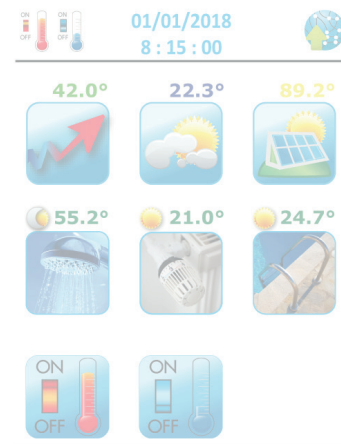 ON
OFF
ON
OFF
01/01/2018
8 : 15 : 00
42.0°
22.3°
89.2°
55.2°
21.0°
24.7°
ON
OFF
ON
OFF